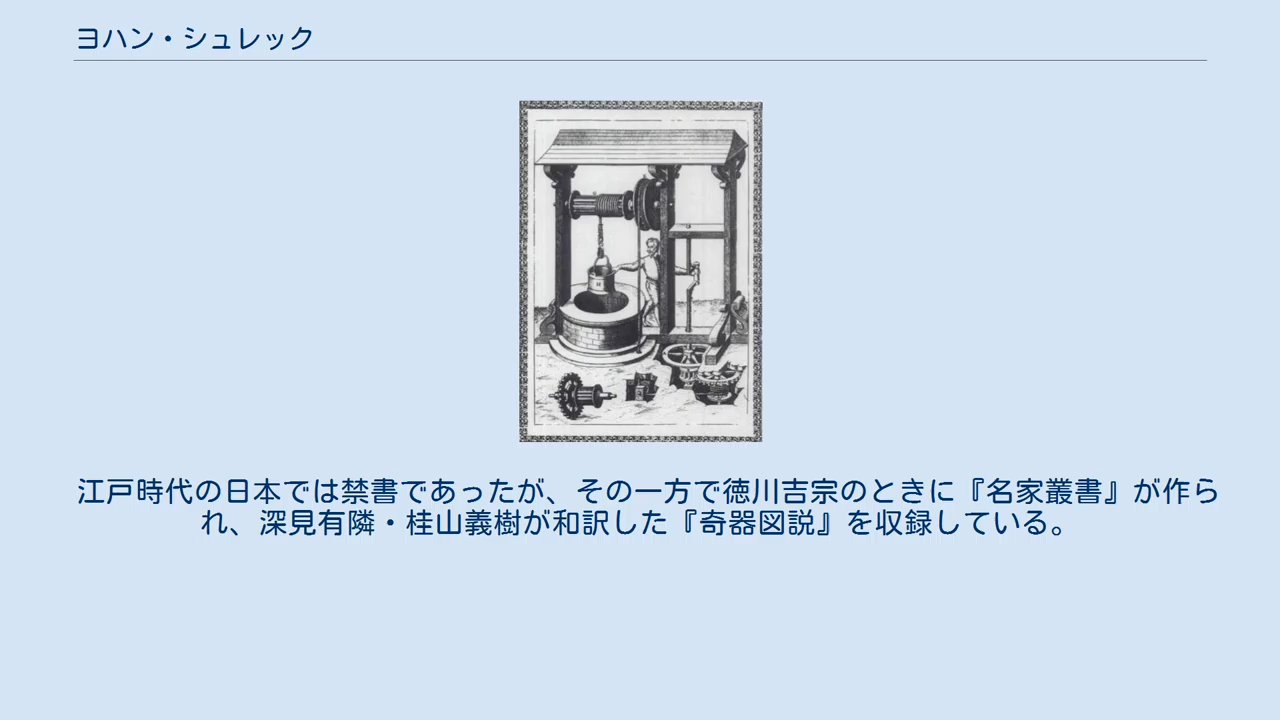 ヨハン・シュレック
江戸時代の日本では禁書であったが、その一方で徳川吉宗のときに『名家叢書』が作ら
れ、深見有隣・桂山義樹が和訳した『奇器図説』を収録している。